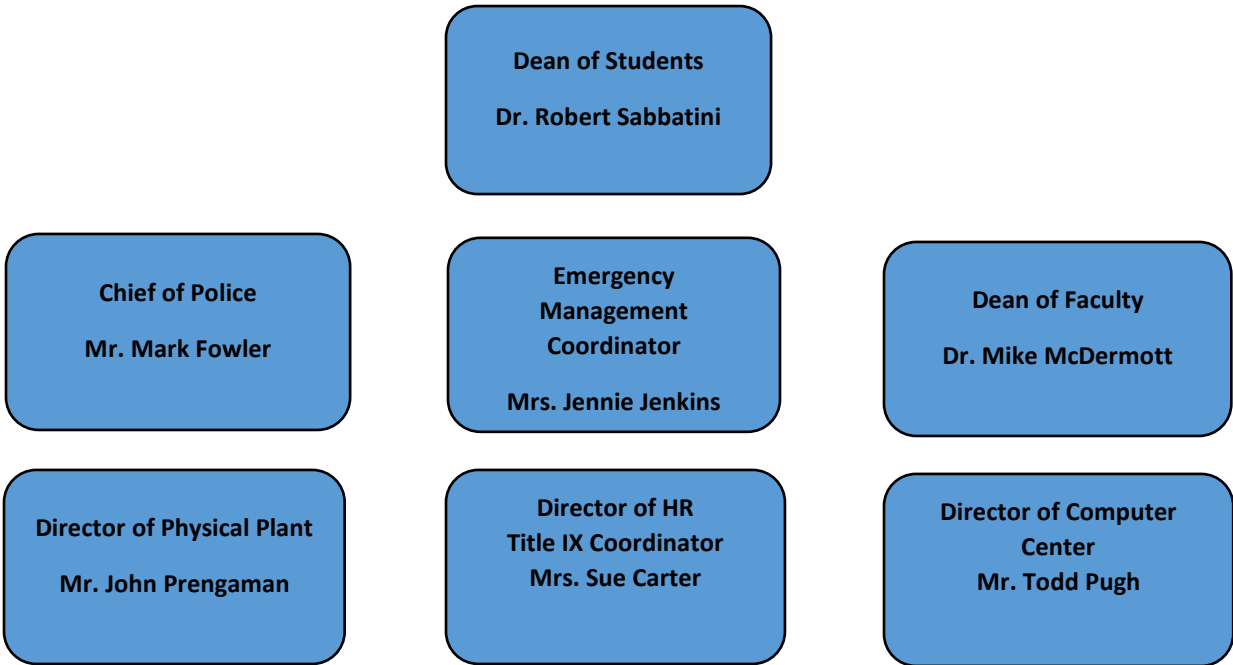 Dean of Students
Dr. Robert Sabbatini
Chief of Police
Mr. Mark Fowler
Emergency
Management
Coordinator
Mrs. Jennie Jenkins
Dean of Faculty
Dr. Mike McDermott
Director of Physical Plant
Mr. John Prengaman
Director of HR
Title IX Coordinator
Mrs. Sue Carter
Director of Computer
Center
Mr. Todd Pugh